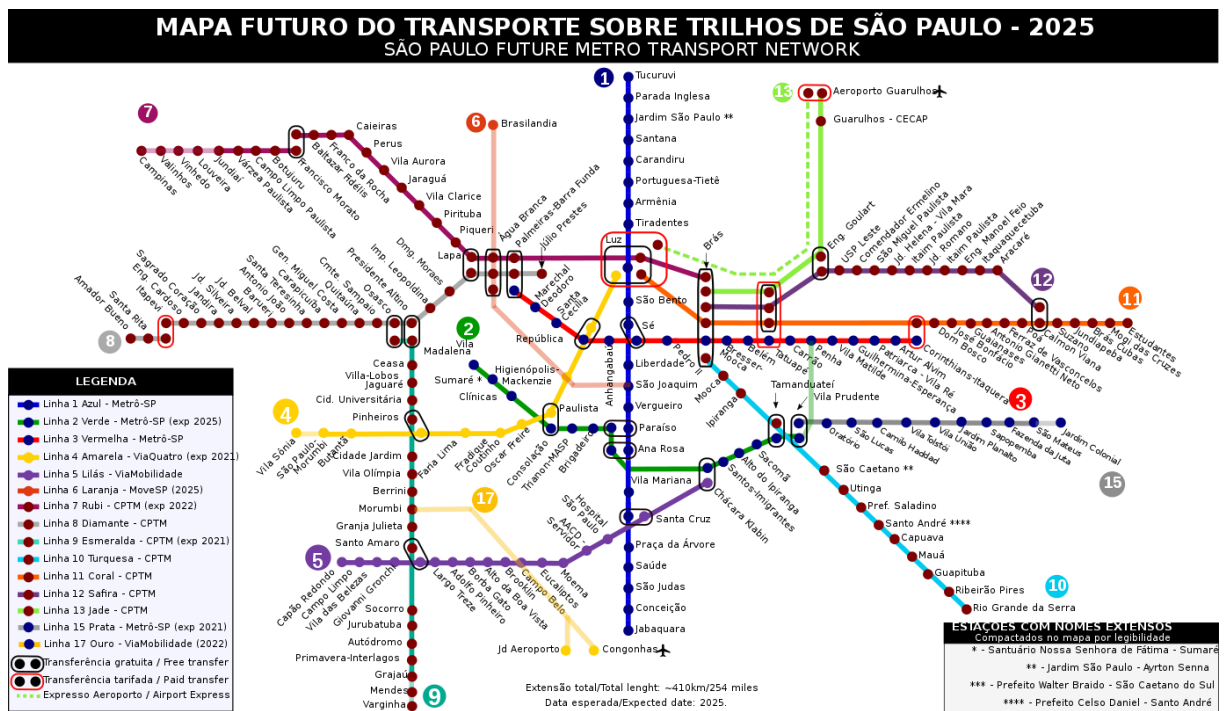 MAPA FUTURO DO TRANSPORTE SOBRE TRILHOS DE SÃO PAULO - 2025
SÃO PAULO FUTURE METRO TRANSPORT NETWORK
1
Tucuruvi
Parada Inglesa
Jardim São Paulo **
Santana
Carandiru
Portuguesa-Tietê
Armênia
Tiradentes
Luz
São Bento
Sé
Liberdade
São Joaquim
Vergueiro
Paraíso
Ana Rosa
Vila Mariana
Santa Cruz
Praça da Árvore
Saúde
São Judas
Conceição
Jabaquara
7
Campinas
Valinhos
Vinhedo
Louveira
Jundiaí
Várzea Paulista
Campo Limpo Paulista
Botujuru
Francisco Morato
Baltazar Fidélis
Franco da Rocha
Caieiras
Perus
Vila Aurora
Jaraguá
Vila Clarice
Pirituba
Piqueri
Lapa
Água Branca
Palmeiras-Barra Funda
Júlio Prestes
6
Brasilandia
13
Aeroporto Guarulhos
Guarulhos - CECAP
Eng. Goulart
USP Leste
Comendador Ermelino
São Miguel Paulista
Jd. Helena - Vila Mara
Itaim Paulista
Jd. Romano
Itaim Paulista
Eng. Manoel Feio
Itaquaquecetuba
Aracaré
12
Calmon Viana
8
Amador Bueno
Santa Rita
Itapevi
Eng. Cardoso
Sagrado Coração
Jandira
Jd. Silveira
Jd. Belval
Barueri
Antonio João
Santa Teresinha
Carapicuíba
Gen. Miguel Costa
Quitaúna
Cmte. Sampaio
Osasco
Presidente Altino
Imp. Leopoldina
Dmg. Moraes
Marechal
Deodoro
Santa
Cecília
República
Anhangabaú
Brás
Pedro II
Bresser-
Mooca
Belém
Tatuapé
Carrão
Penha
Vila Matilde
Guilhermina-Esperança
Patriarca - Vila Ré
Artur
Alvim
Corinthians-Itaquera
3
11
Dom Bosco
José Bonifácio
Guaianases
Antonio Gianetti Neto
Ferraz de Vasconcelos
Poá
Suzano
Jundiapeba
Brás Cubas
Mogi das Cruzes
Estudantes
2
Vila
Madalena
Sumaré *
Clínicas
Higienópolis-
Mackenzie
Paulista
Consolação
Trianon-MASP
Brigadeiro
Chácara Klabin
Santos-Imigrantes
Alto do Ipiranga
Sacomã
Tamanduateí
Vila Prudente
Oratório
São Lucas
Camilo Haddad
Vila Tolstói
Vila União
Jardim Planalto
Sapopemba
Fazenda da Juta
São Mateus
Jardim Colonial
15
4
Vila Sônia
São Paulo-
Morumbi
Butantã
Faria Lima
Fradique
Coutinho
Oscar Freire
Ceasa
Villa-Lobos
Jaguaré
Cid. Universitária
Pinheiros
Cidade Jardim
Vila Olímpia
Berrini
Morumbi
Granja Julieta
Santo Amaro
Socorro
Jurubatuba
Autódromo
Primavera-Interlagos
Grajaú
Mendes
Varginha
9
17
Campo Belo
Jd Aeroporto
Congonhas
5
Capão Redondo
Campo Limpo
Vila das Belezas
Giovanni Gronchi
Largo Treze
Adolfo Pinheiro
Borba Gato
Alto da Boa Vista
Brooklin
Eucaliptos
Moema
AACD -
Servidor
Hospital
São Paulo
Mooca
Ipiranga
São Caetano **
Utinga
Pref. Saladino
Santo André ****
Capuava
Mauá
Guapituba
Ribeirão Pires
Rio Grande da Serra
10
LEGENDA
Linha 1 Azul - Metrô-SP
Linha 2 Verde - Metrô-SP (exp 2025)
Linha 3 Vermelha - Metrô-SP
Linha 4 Amarela - ViaQuatro (exp 2021)
Linha 5 Lilás - ViaMobilidade
Linha 6 Laranja - MoveSP (2025)
Linha 7 Rubi - CPTM (exp 2022)
Linha 8 Diamante - CPTM
Linha 9 Esmeralda - CPTM (exp 2021)
Linha 10 Turquesa - CPTM
Linha 11 Coral - CPTM
Linha 12 Safira - CPTM
Linha 13 Jade - CPTM
Linha 15 Prata - Metrô-SP (exp 2021)
Linha 17 Ouro - ViaMobilidade (2022)
Transferência gratuita / Free transfer
Transferência tarifada / Paid transfer
Expresso Aeroporto / Airport Express
Extensão total/Total lenght: ~410km/254 miles
Data esperada/Expected date: 2025.
ESTAÇÕES COM NOMES EXTENSOS
Compactados no mapa por legibilidade
* - Santuário Nossa Senhora de Fátima - Sumaré
** - Jardim São Paulo - Ayrton Senna
*** - Prefeito Walter Braido - São Caetano do Sul
**** - Prefeito Celso Daniel - Santo André